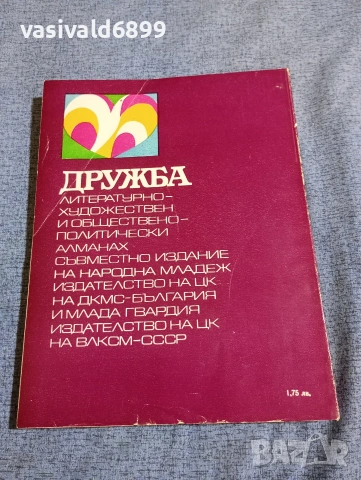 vasivald6899
ДРУЖБА
ЛИТЕРАТУРНО-
ХУДОЖЕСТВЕН
И ОБЩЕСТВЕНО-
ПОЛИТИЧЕСКИ
АЛМАНАХ
СЪВМЕСТНО ИЗДАНИЕ
НА НАРОДНА МЛАДЕЖ
ИЗДАТЕЛСТВО НА ЦК
НА ДКМС-БЪЛГАРИЯ
И МЛАДА ГВАРДИЯ
ИЗДАТЕЛСТВО НА ЦК
НА ВЛКСМ-СССР
1,75 лв.
BAZAR